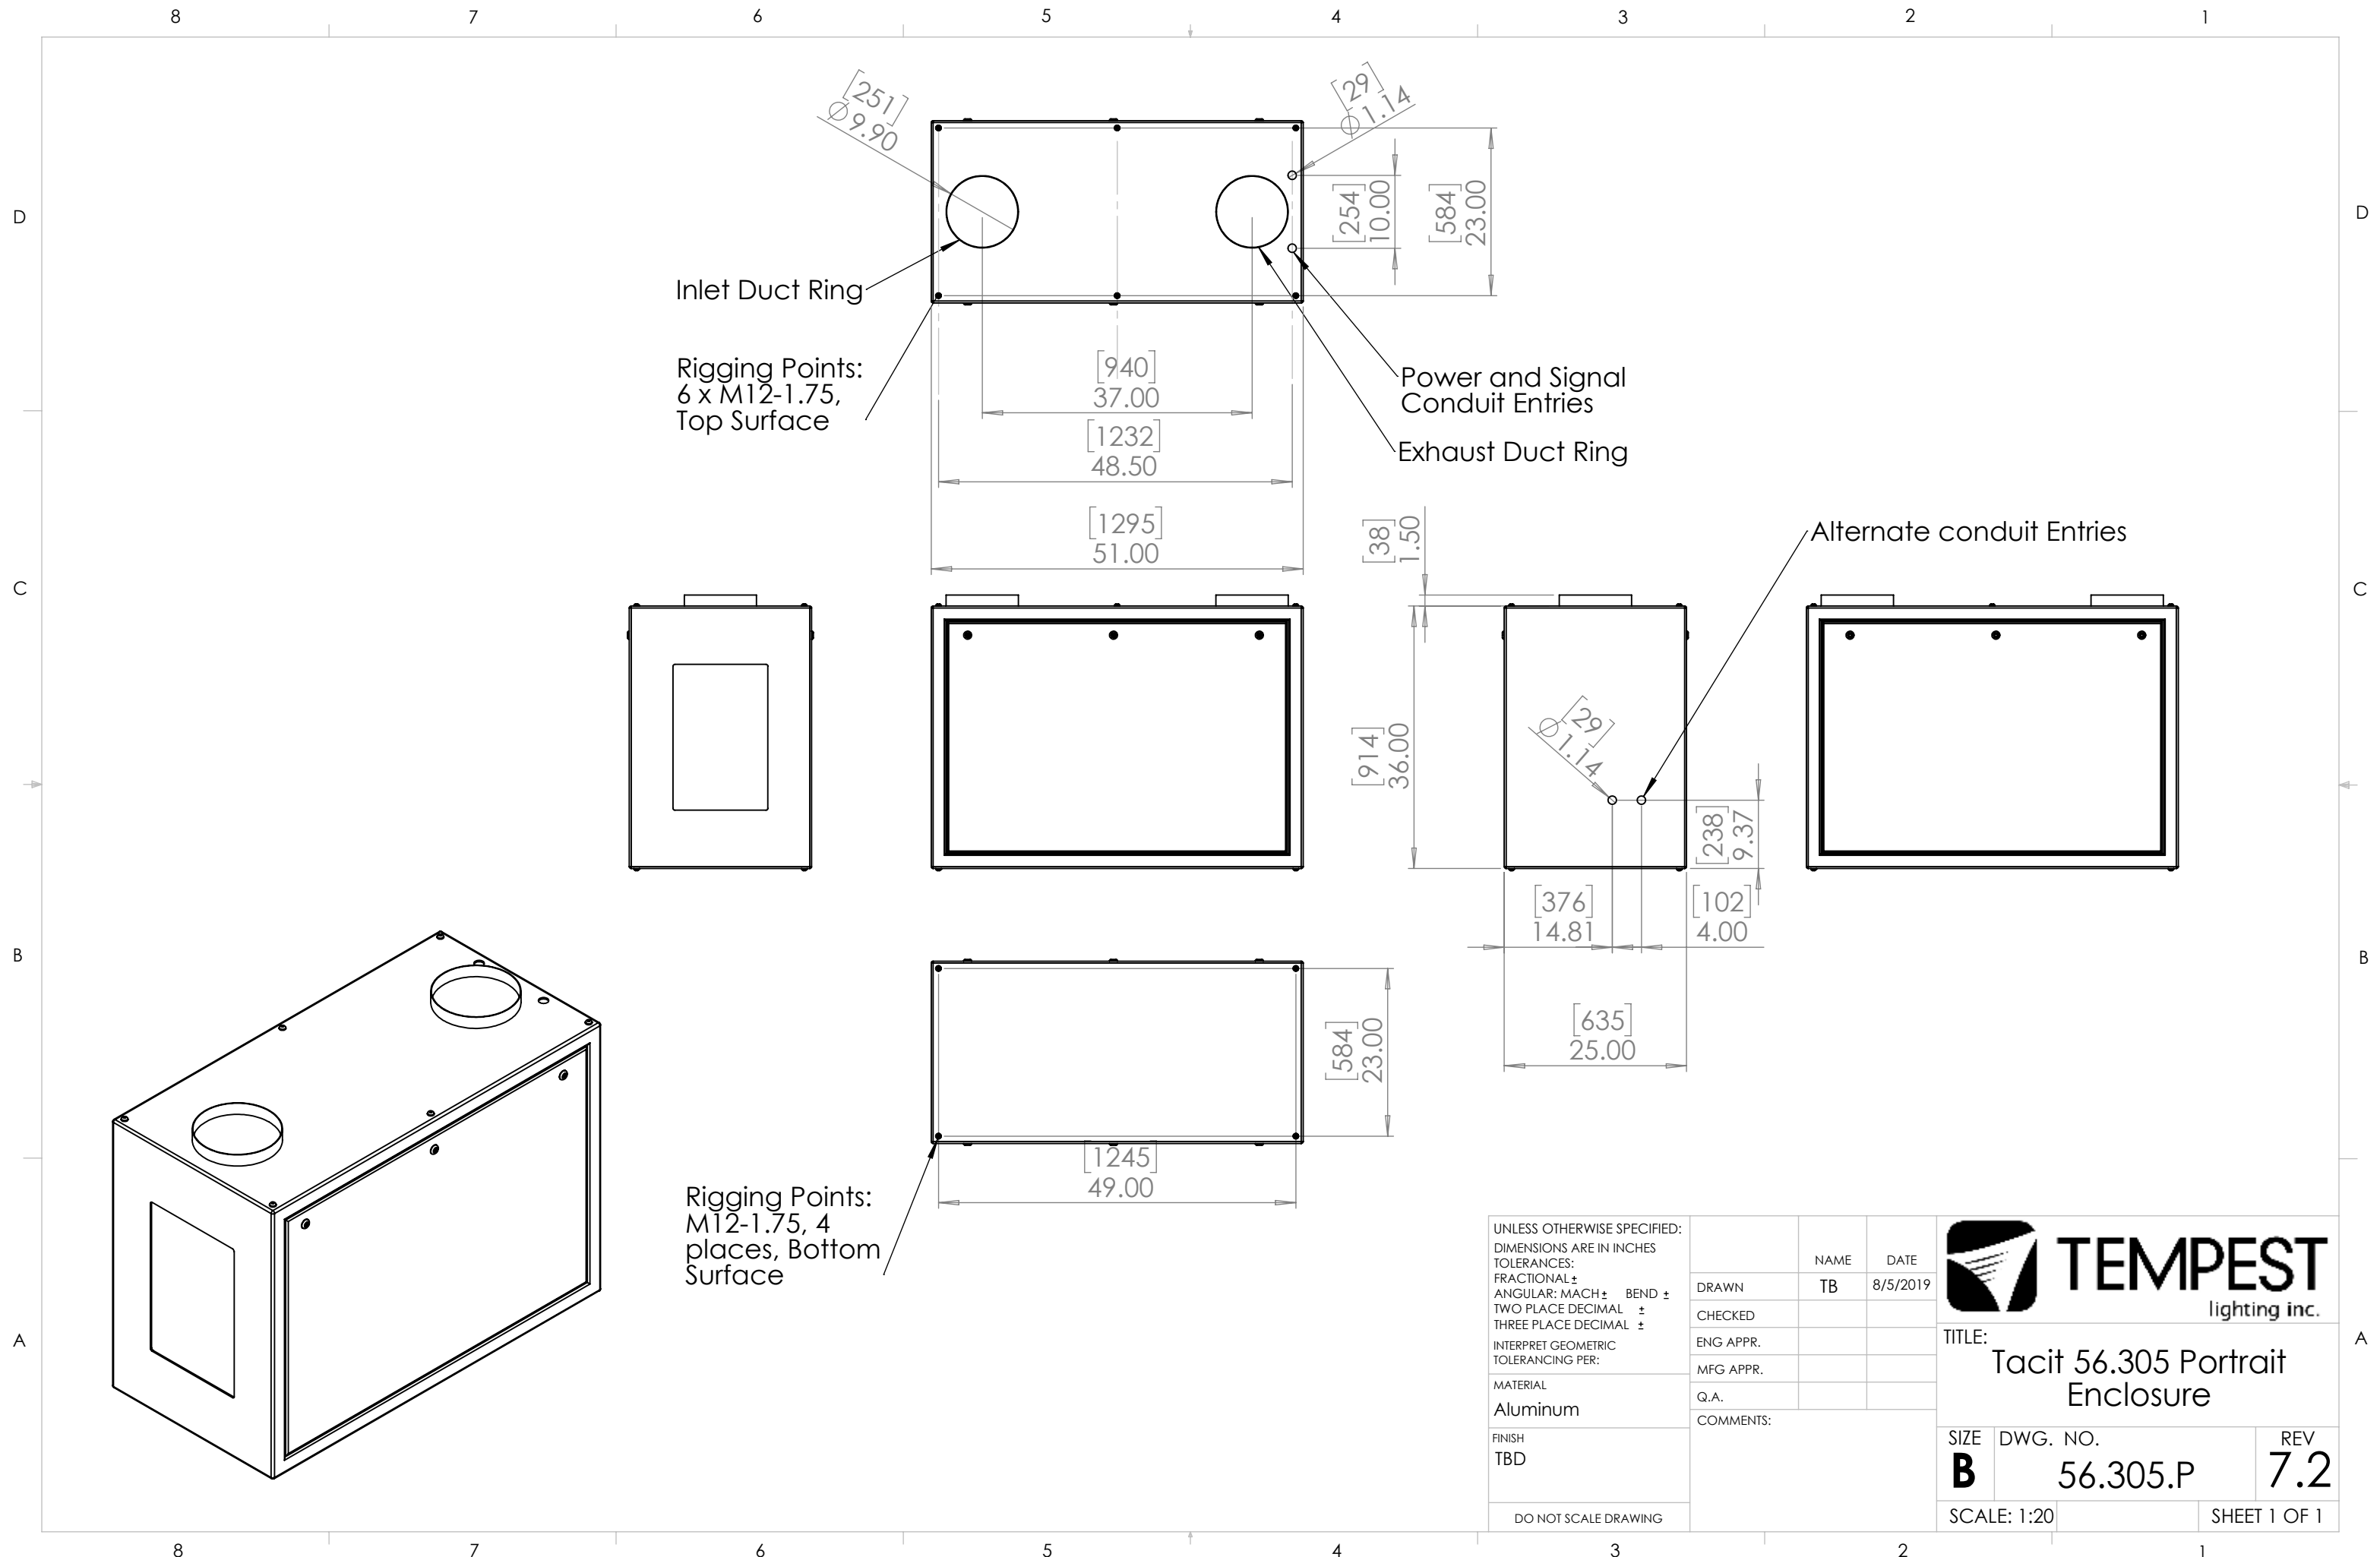 8 7 6 5 4 3 2 1
[251]
∅9.90
[29]
∅1.14
D
D
[254]
10.00
[584]
23.00
Inlet Duct Ring
Rigging Points:
6 x M12-1.75,
Top Surface
[940]
37.00
Power and Signal
Conduit Entries
[1232]
48.50
Exhaust Duct Ring
[1295]
51.00
[38]
1.50
Alternate conduit Entries
C
C
[914]
36.00
[29]
∅1.14
[238]
9.37
[376]
14.81
[102]
4.00
B
B
[635]
25.00
[584]
23.00
[1245]
49.00
Rigging Points:
M12-1.75, 4
places, Bottom
Surface
A
A
UNLESS OTHERWISE SPECIFIED:
DIMENSIONS ARE IN INCHES
TOLERANCES:
FRACTIONAL ±
ANGULAR: MACH ± BEND ±
TWO PLACE DECIMAL ±
THREE PLACE DECIMAL ±
INTERPRET GEOMETRIC
TOLERANCING PER:
MATERIAL
Aluminum
FINISH
TBD
DO NOT SCALE DRAWING
NAME DATE
DRAWN TB 8/5/2019
CHECKED
ENG APPR.
MFG APPR.
Q.A.
COMMENTS:
TEMPEST
lighting inc.
TITLE:
Tacit 56.305 Portrait
Enclosure
SIZE DWG. NO. REV
B 56.305.P 7.2
SCALE: 1:20 SHEET 1 OF 1
8 7 6 5 4 3 2 1